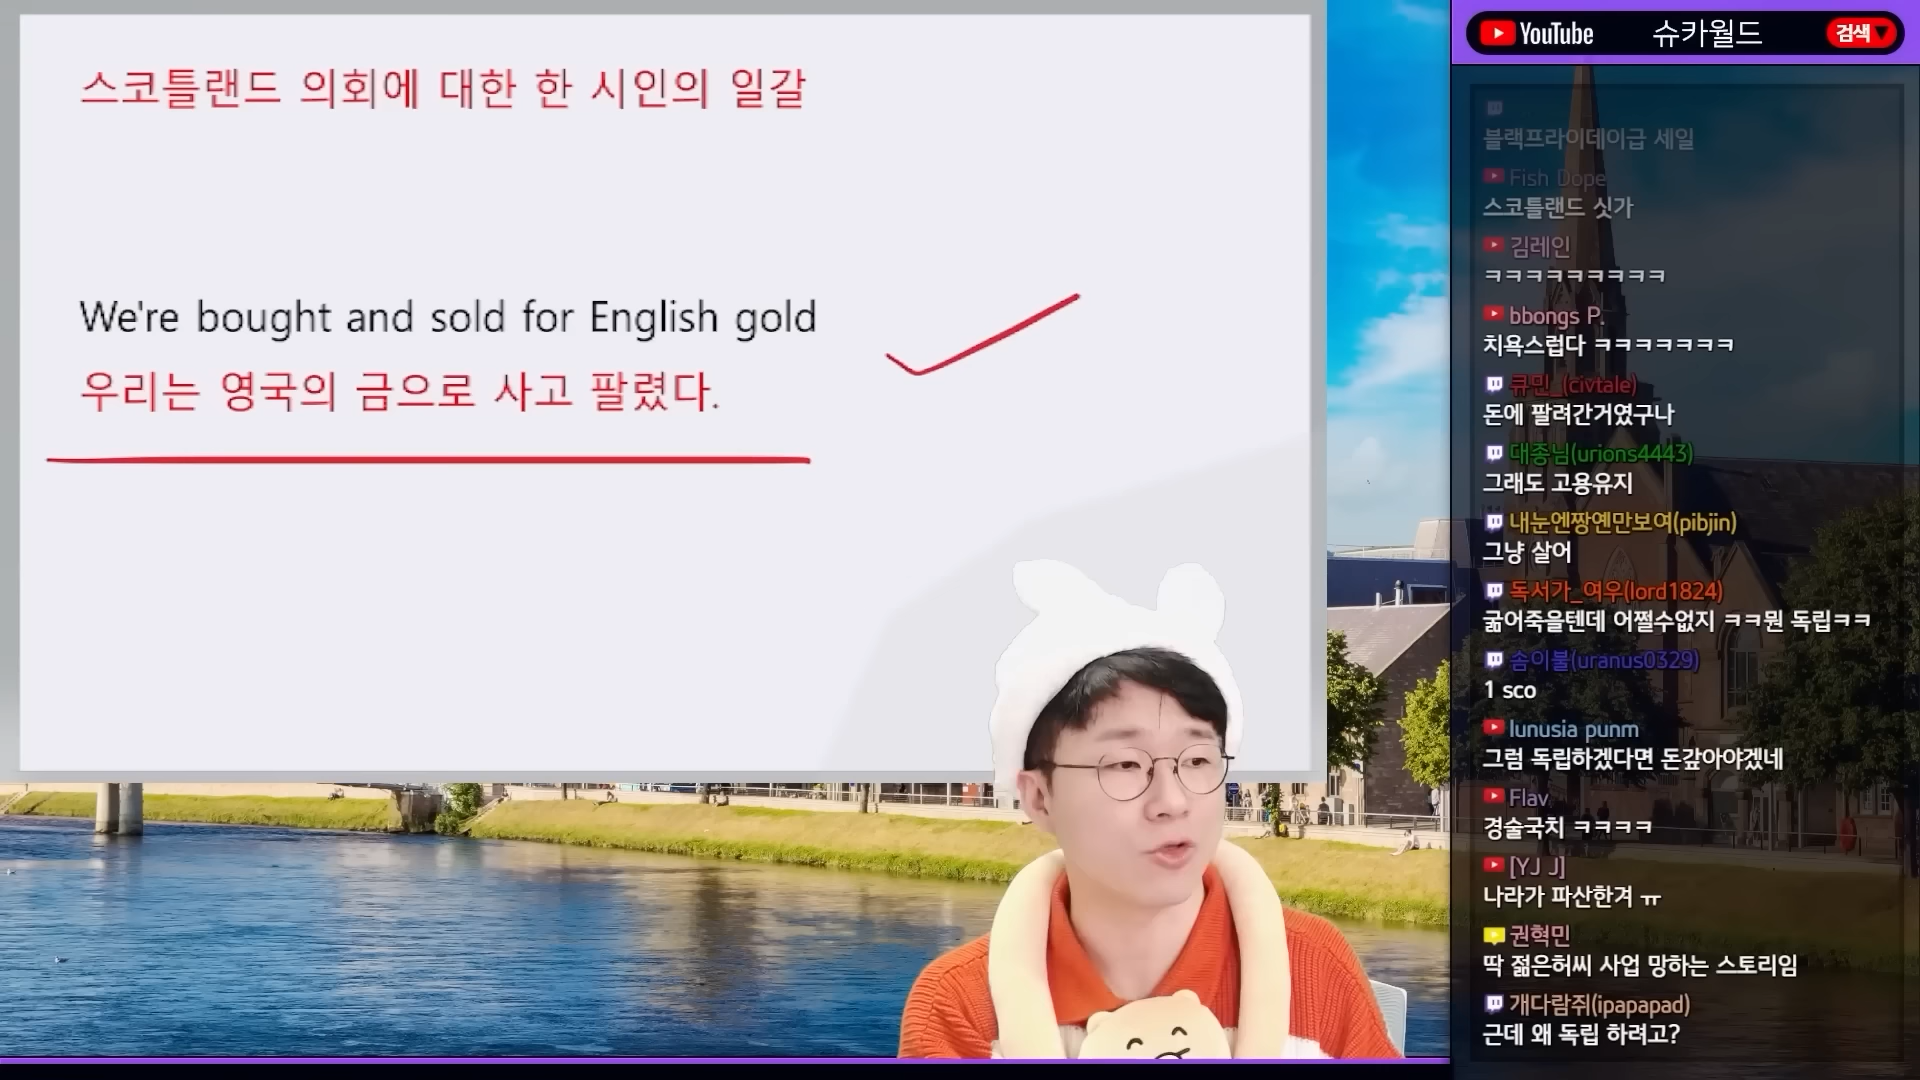 스코틀랜드 의회에 대한 한 시인의 일갈
We're bought and sold for English gold
우리는 영국의 금으로 사고 팔렸다.
YouTube 슈카월드 검색
블랙프라이데이급 세일
Fish Dope
스코틀랜드 싯가
김레인
ㅋㅋㅋㅋㅋㅋㅋㅋㅋ
bbongs P.
치욕스럽다 ㅋㅋㅋㅋㅋㅋㅋ
큐민_(civtale)
돈에 팔려간거였구나
대종님(urions4443)
그래도 고용유지
내눈엔짱옌만보여(pibjin)
그냥 살어
독서가_여우(lord1824)
굶어죽을텐데 어쩔수없지 ㅋㅋ뭔 독립ㅋㅋ
솜이불(uranus0329)
1 sco
lunusia punm
그럼 독립하겠다면 돈갚아야겠네
Flav
경술국치 ㅋㅋㅋㅋ
[YJ J]
나라가 파산한겨 ㅠ
권혁민
딱 젊은허씨 사업 망하는 스토리임
개다람쥐(ipapapad)
근데 왜 독립 하려고?